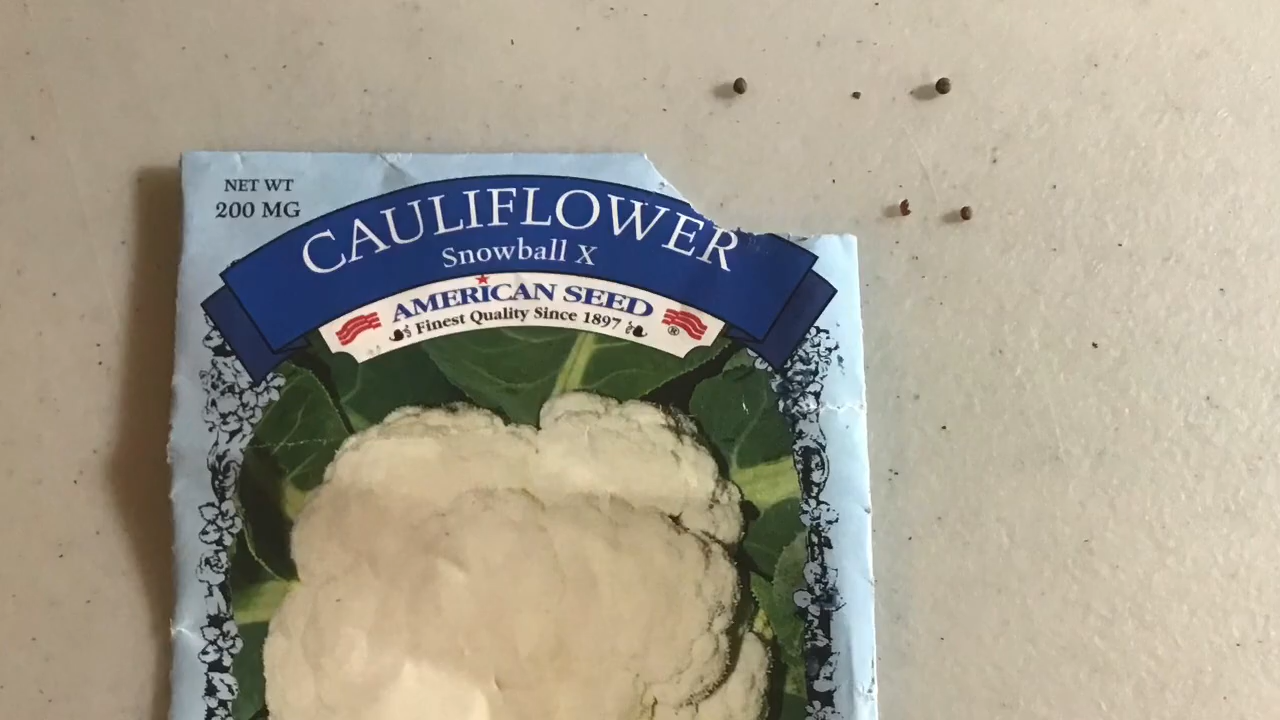 NET WT
200 MG
CAULIFLOWER
Snowball X
AMERICAN SEED
Finest Quality Since 1897
®